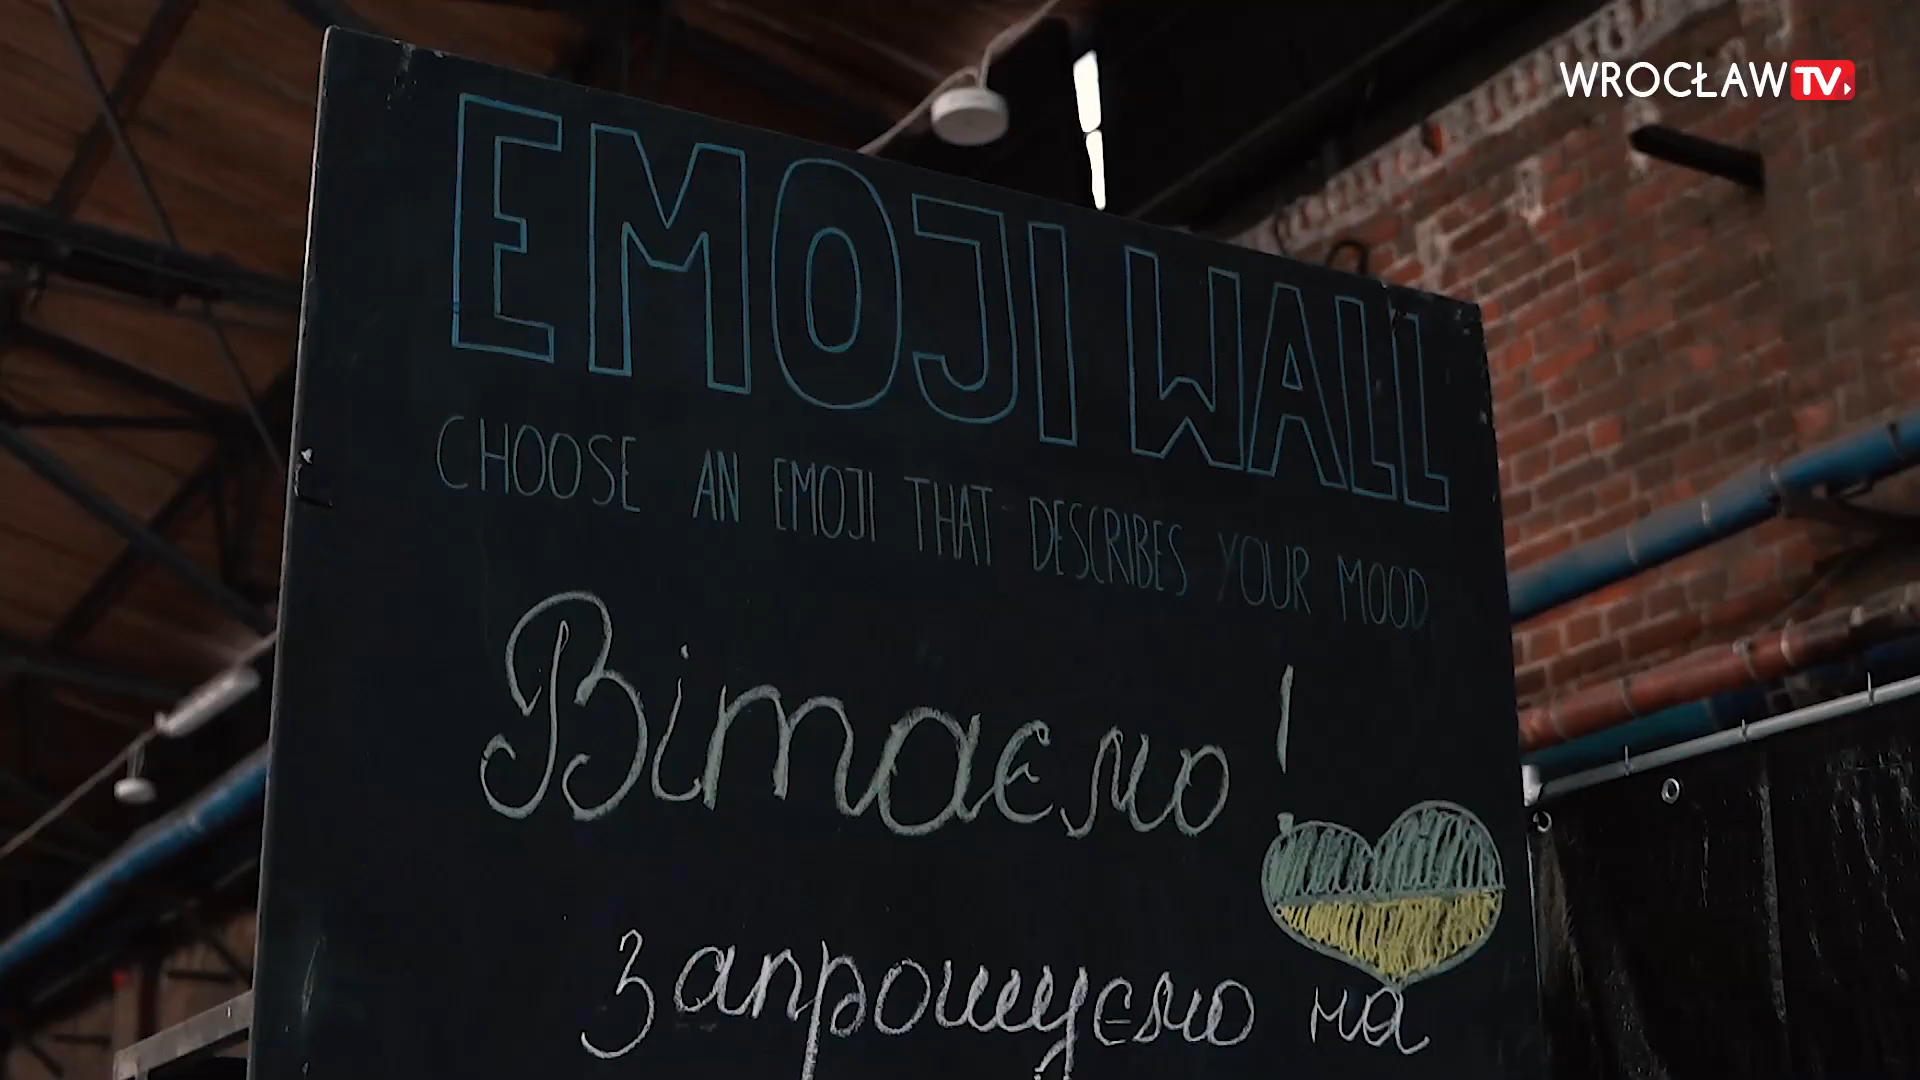 WROCŁAW TV
EMOJI WALL
CHOOSE AN EMOJI THAT DESCRIBES YOUR MOOD
Вітаємо!
запрошуємо на